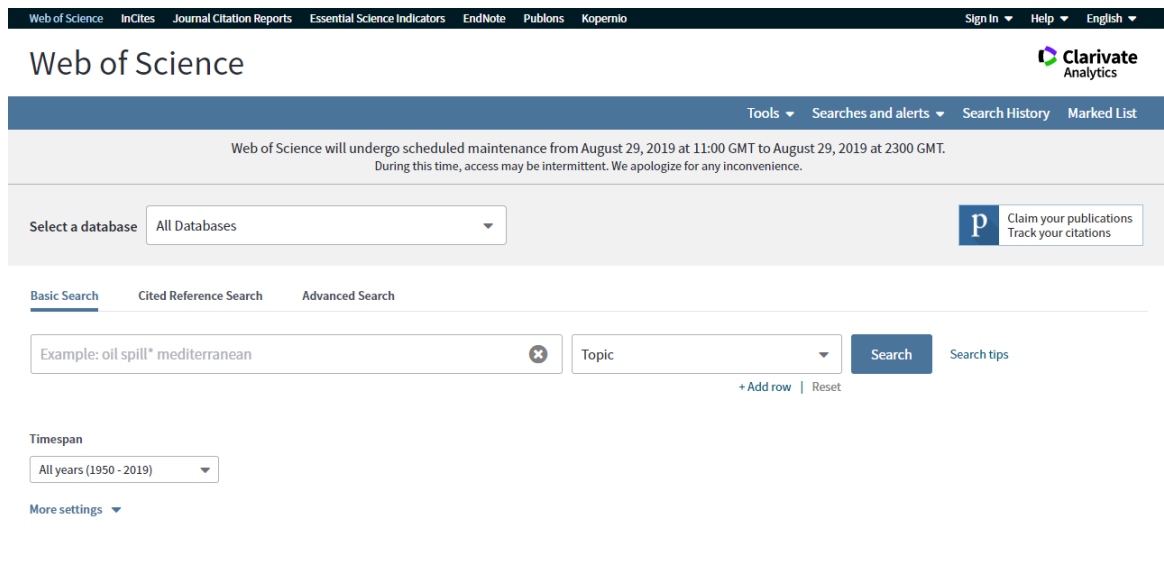 Web of Science InCites Journal Citation Reports Essential Science Indicators EndNote Publons Kopernio Sign In Help English
Web of Science
Clarivate
Analytics
Tools Searches and alerts Search History Marked List
Web of Science will undergo scheduled maintenance from August 29, 2019 at 11:00 GMT to August 29, 2019 at 2300 GMT.
During this time, access may be intermittent. We apologize for any inconvenience.
Select a database All Databases
p Claim your publications
Track your citations
Basic Search Cited Reference Search Advanced Search
Example: oil spill* mediterranean Topic Search Search tips
+ Add row | Reset
Timespan
All years (1950 - 2019)
More settings